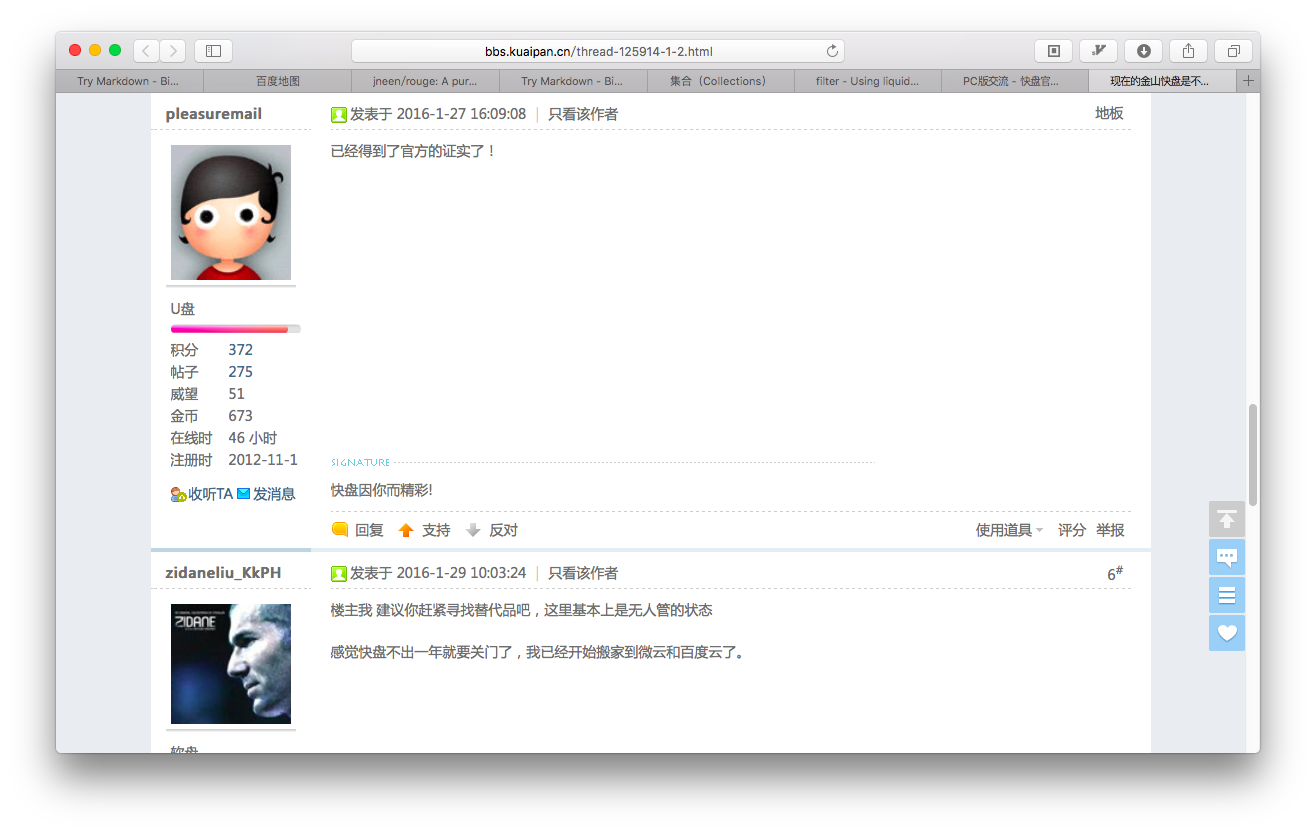 bbs.kuaipan.cn/thread-125914-1-2.html
Try Markdown - Bi...
百度地图
jneen/rouge: A pur...
Try Markdown - Bi...
集合（Collections）
filter - Using liquid...
PC版交流 - 快盘官...
现在的金山快盘是不...
pleasuremail
发表于 2016-1-27 16:09:08 | 只看该作者
地板
已经得到了官方的证实了！
U盘
积分 372
帖子 275
威望 51
金币 673
在线时 46 小时
注册时 2012-11-1
收听TA 发消息
SIGNATURE
快盘因你而精彩!
回复 支持 反对
使用道具 评分 举报
zidaneliu_KkPH
发表于 2016-1-29 10:03:24 | 只看该作者
6#
ZIDANE
楼主我 建议你赶紧寻找替代品吧，这里基本上是无人管的状态
感觉快盘不出一年就要关门了，我已经开始搬家到微云和百度云了。
软盘